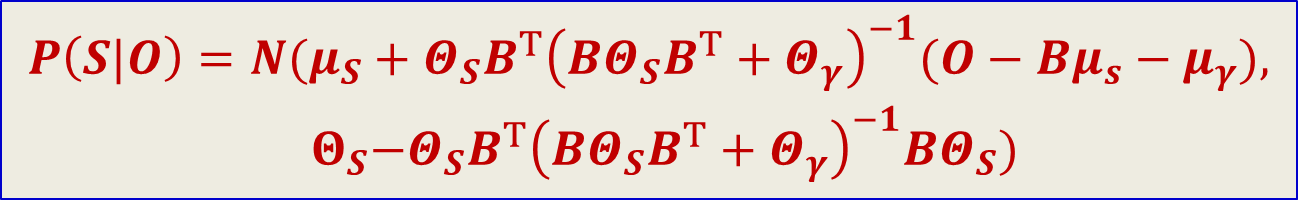 P(S|O) = N(μ_S + Θ_S B^T(BΘ_S B^T + Θ_γ)^−1(O − Bμ_s − μ_γ),
Θ_S−Θ_S B^T(BΘ_S B^T + Θ_γ)^−1 BΘ_S)